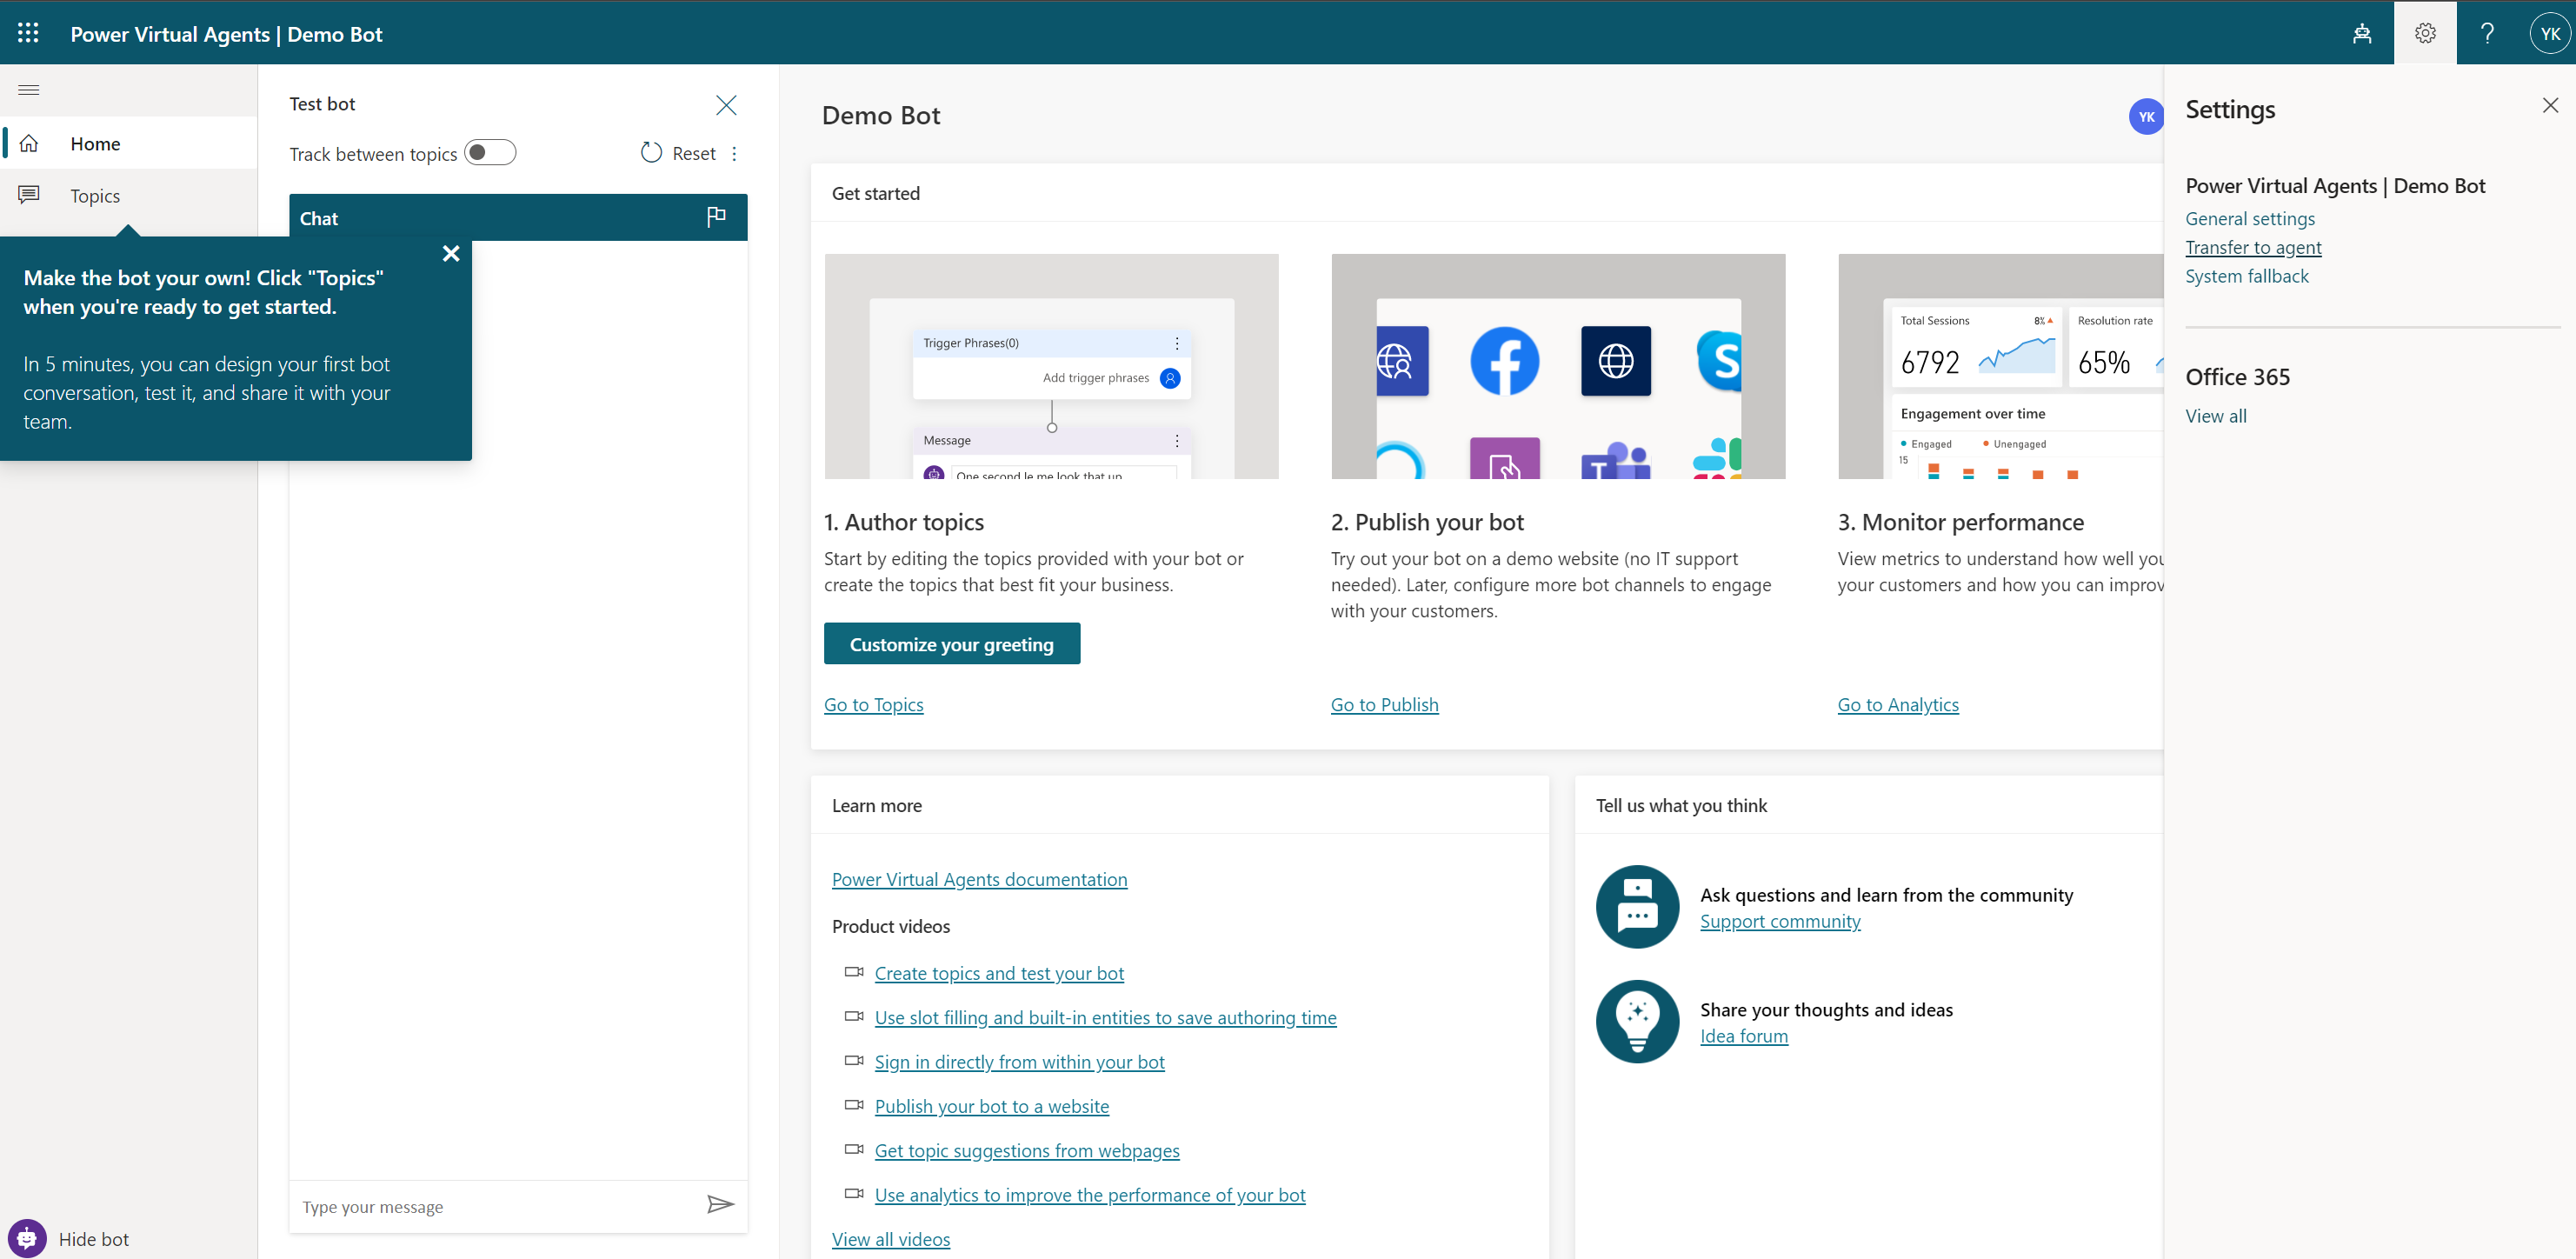 Power Virtual Agents | Demo Bot
YK
Home
Topics
Make the bot your own! Click "Topics"
when you're ready to get started.
In 5 minutes, you can design your first bot
conversation, test it, and share it with your
team.
Hide bot
Test bot
Track between topics
Reset
Chat
Type your message
Demo Bot
YK
Get started
Trigger Phrases(0)
Add trigger phrases
Message
One second le me look that up
1. Author topics
Start by editing the topics provided with your bot or
create the topics that best fit your business.
Customize your greeting
Go to Topics
2. Publish your bot
Try out your bot on a demo website (no IT support
needed). Later, configure more bot channels to engage
with your customers.
Go to Publish
Total Sessions 8%
6792
Resolution rate
65%
Engagement over time
Engaged Unengaged
15
3. Monitor performance
View metrics to understand how well you
your customers and how you can improv
Go to Analytics
Learn more
Power Virtual Agents documentation
Product videos
Create topics and test your bot
Use slot filling and built-in entities to save authoring time
Sign in directly from within your bot
Publish your bot to a website
Get topic suggestions from webpages
Use analytics to improve the performance of your bot
View all videos
Tell us what you think
Ask questions and learn from the community
Support community
Share your thoughts and ideas
Idea forum
Settings
Power Virtual Agents | Demo Bot
General settings
Transfer to agent
System fallback
Office 365
View all